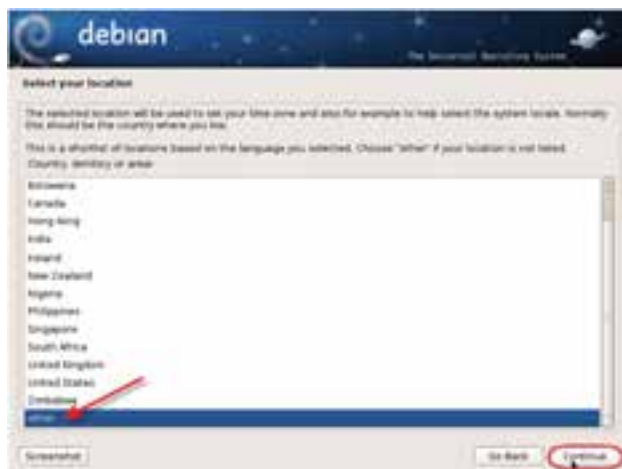 debian
The Universal Operating System
Select your location
The selected location will be used to set your time zone and also for example to help select the system locale. Normally
this should be the country where you live.
This is a shortlist of locations based on the language you selected. Choose "other" if your location is not listed.
Country, territory or area:
Botswana
Canada
Hong Kong
India
Ireland
New Zealand
Nigeria
Philippines
Singapore
South Africa
United Kingdom
United States
Zimbabwe
other
Screenshot
Go Back
Continue